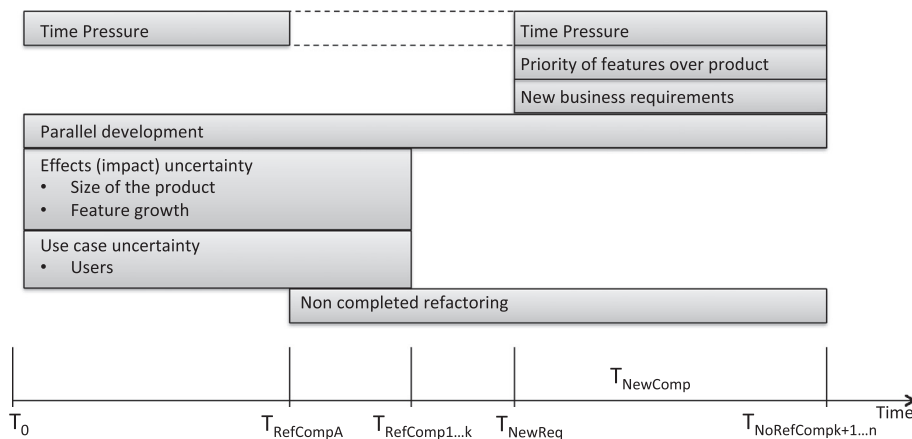 Time Pressure
Time Pressure
Priority of features over product
New business requirements
Parallel development
Effects (impact) uncertainty
• Size of the product
• Feature growth
Use case uncertainty
• Users
Non completed refactoring
T_NewComp
Time
T_0
T_RefCompA
T_RefComp1...k
T_NewReq
T_NoRefCompk+1...n